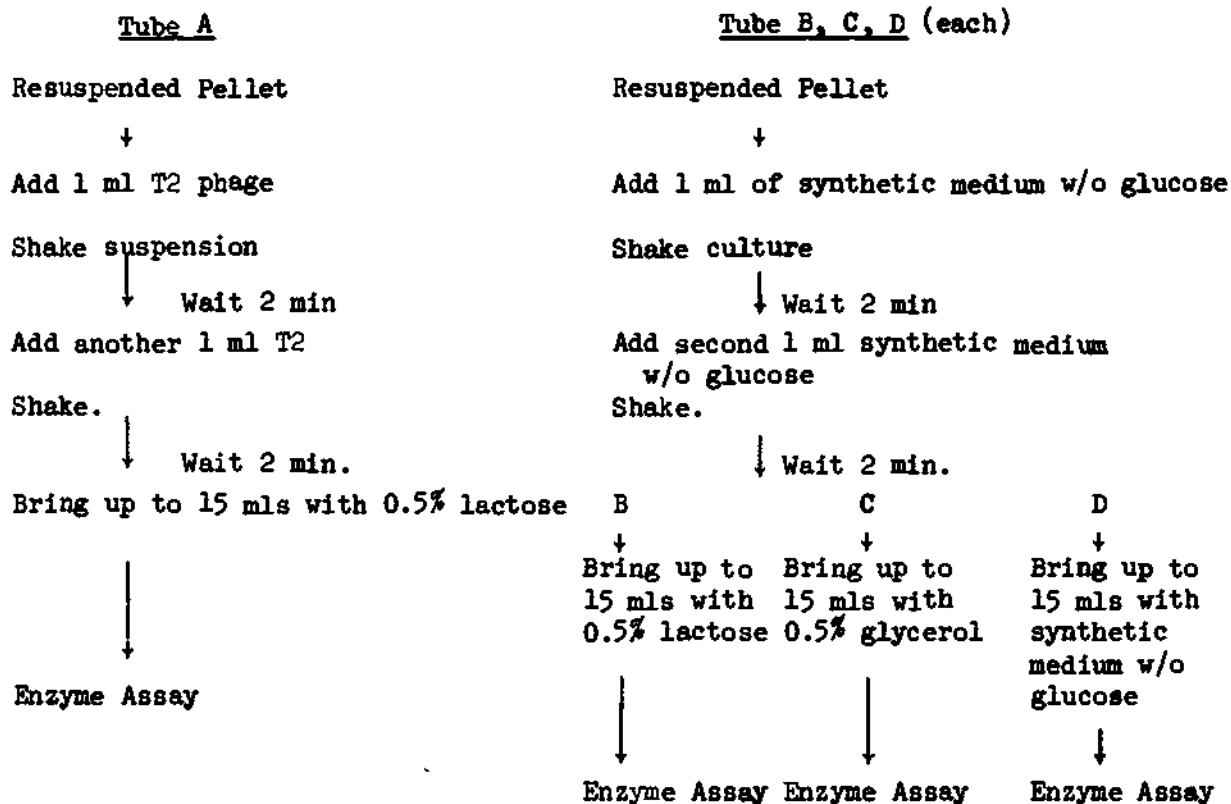 Tube A
Resuspended Pellet
Add 1 ml T2 phage
Shake suspension
Wait 2 min
Add another 1 ml T2
Shake.
Wait 2 min.
Bring up to 15 mls with 0.5% lactose
Enzyme Assay
Tube B, C, D (each)
Resuspended Pellet
Add 1 ml of synthetic medium w/o glucose
Shake culture
Wait 2 min
Add second 1 ml synthetic medium
w/o glucose
Shake.
Wait 2 min.
B
Bring up to
15 mls with
0.5% lactose
Enzyme Assay
C
Bring up to
15 mls with
0.5% glycerol
Enzyme Assay
D
Bring up to
15 mls with
synthetic
medium w/o
glucose
Enzyme Assay